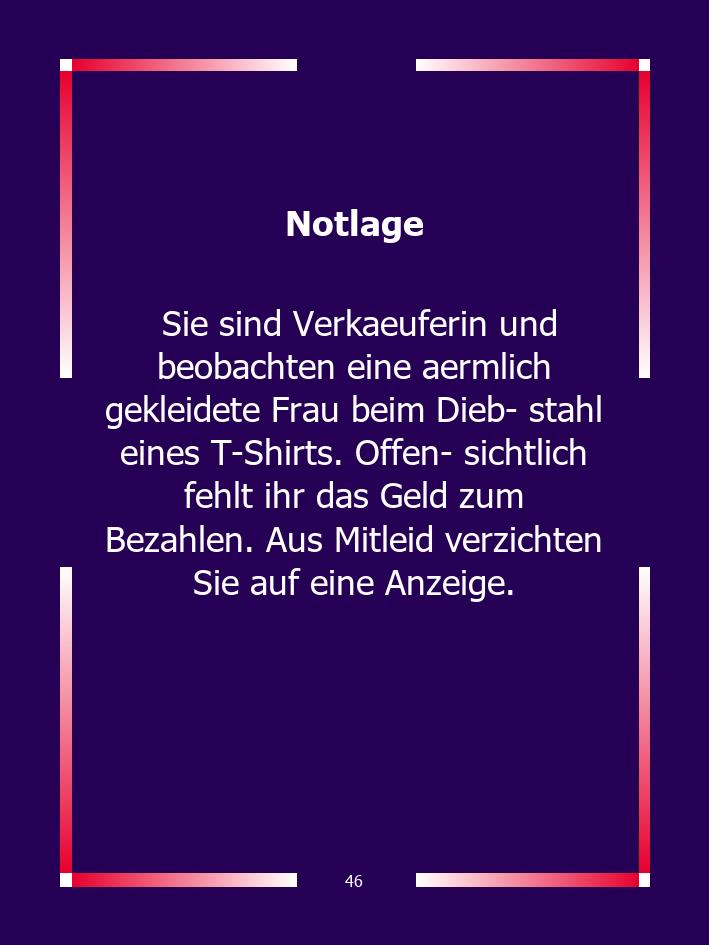 Notlage
Sie sind Verkaeuferin und
beobachten eine aermlich
gekleidete Frau beim Dieb- stahl
eines T-Shirts. Offen- sichtlich
fehlt ihr das Geld zum
Bezahlen. Aus Mitleid verzichten
Sie auf eine Anzeige.
46